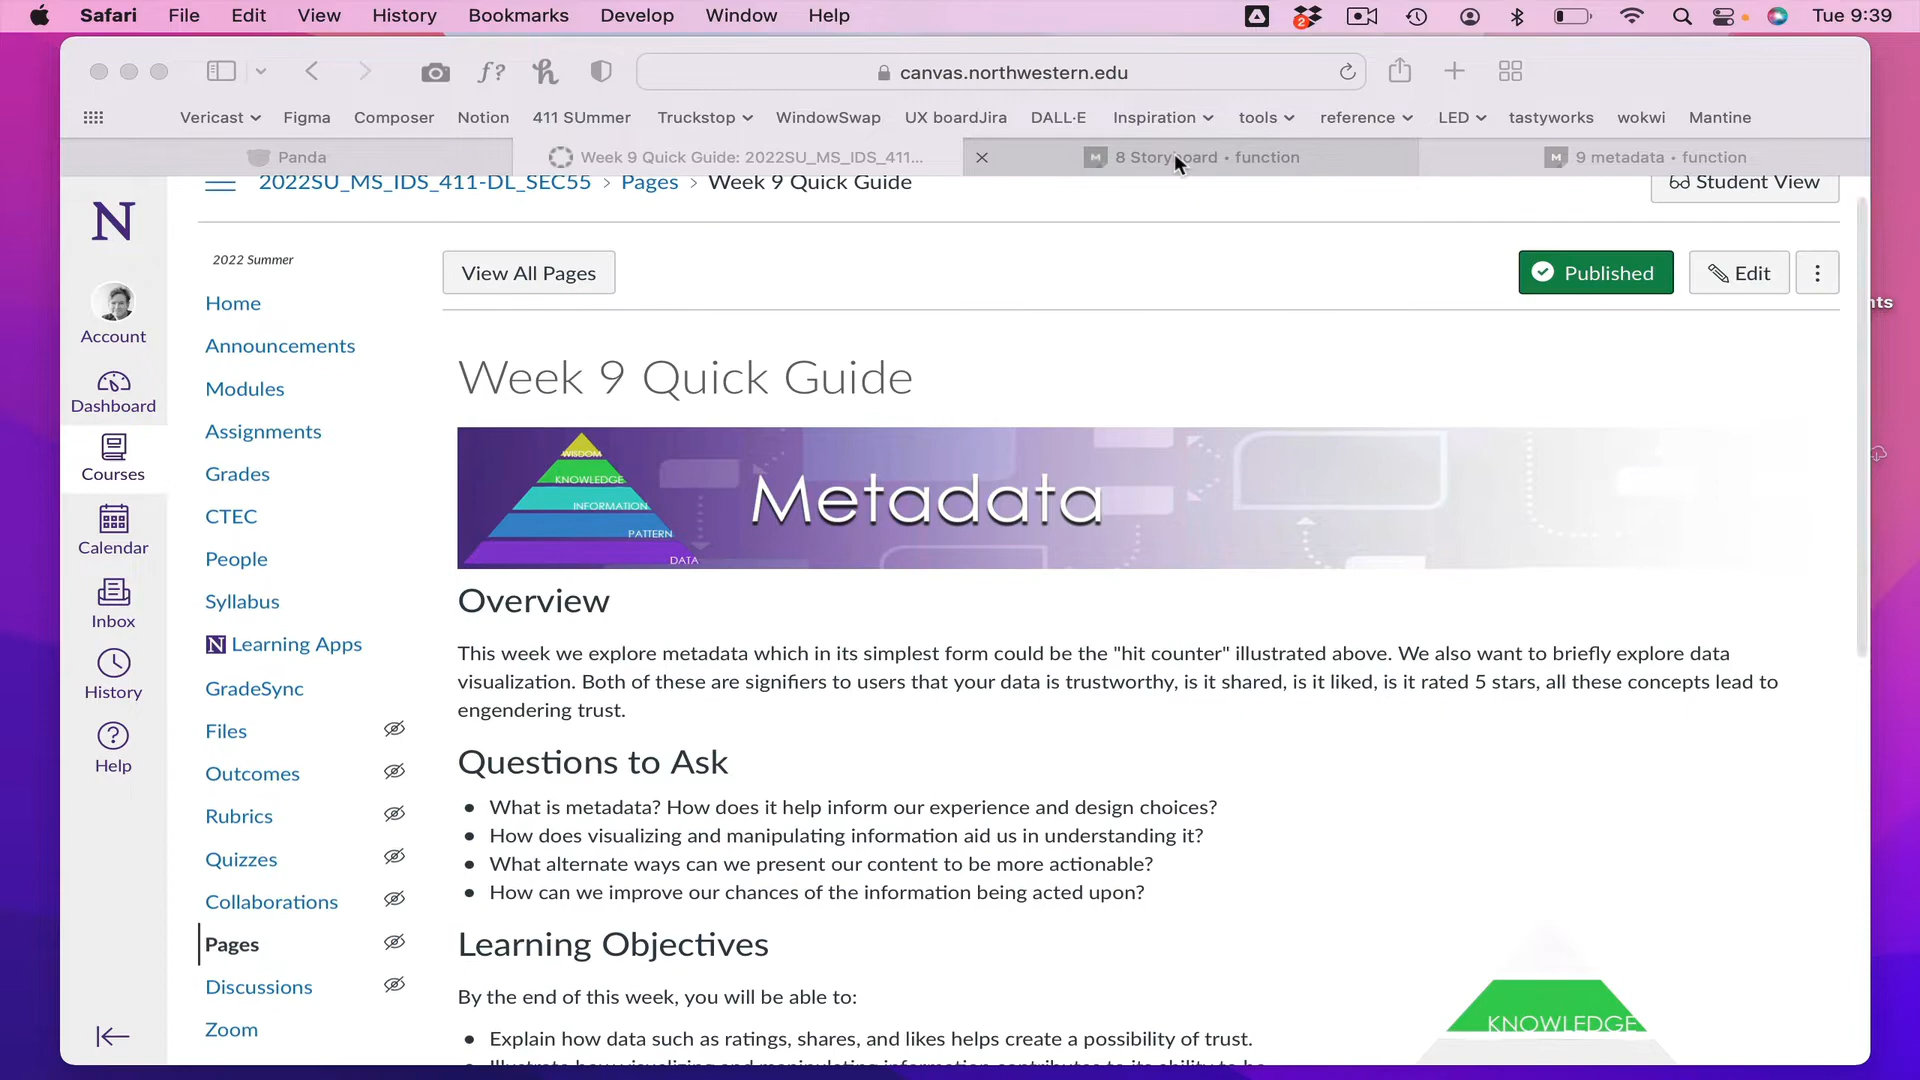 Safari File Edit View History Bookmarks Develop Window Help 2 Tue 9:39
f? canvas.northwestern.edu
Vericast Figma Composer Notion 411 SUmmer Truckstop WindowSwap UX boardJira DALL·E Inspiration tools reference LED tastyworks wokwi Mantine
Panda Week 9 Quick Guide: 2022SU_MS_IDS_411... M 8 Storyboard • function M 9 metadata • function
2022SU_MS_IDS_411-DL_SEC55 > Pages > Week 9 Quick Guide Student View
N
Account
Dashboard
Courses
Calendar
Inbox
History
Help
2022 Summer
Home
Announcements
Modules
Assignments
Grades
CTEC
People
Syllabus
N Learning Apps
GradeSync
Files
Outcomes
Rubrics
Quizzes
Collaborations
Pages
Discussions
Zoom
View All Pages Published Edit
Week 9 Quick Guide
WISDOM
KNOWLEDGE
INFORMATION
PATTERN
DATA
Metadata
Overview
This week we explore metadata which in its simplest form could be the "hit counter" illustrated above. We also want to briefly explore data
visualization. Both of these are signifiers to users that your data is trustworthy, is it shared, is it liked, is it rated 5 stars, all these concepts lead to
engendering trust.
Questions to Ask
• What is metadata? How does it help inform our experience and design choices?
• How does visualizing and manipulating information aid us in understanding it?
• What alternate ways can we present our content to be more actionable?
• How can we improve our chances of the information being acted upon?
Learning Objectives
By the end of this week, you will be able to:
• Explain how data such as ratings, shares, and likes helps create a possibility of trust.
KNOWLEDGE
nts